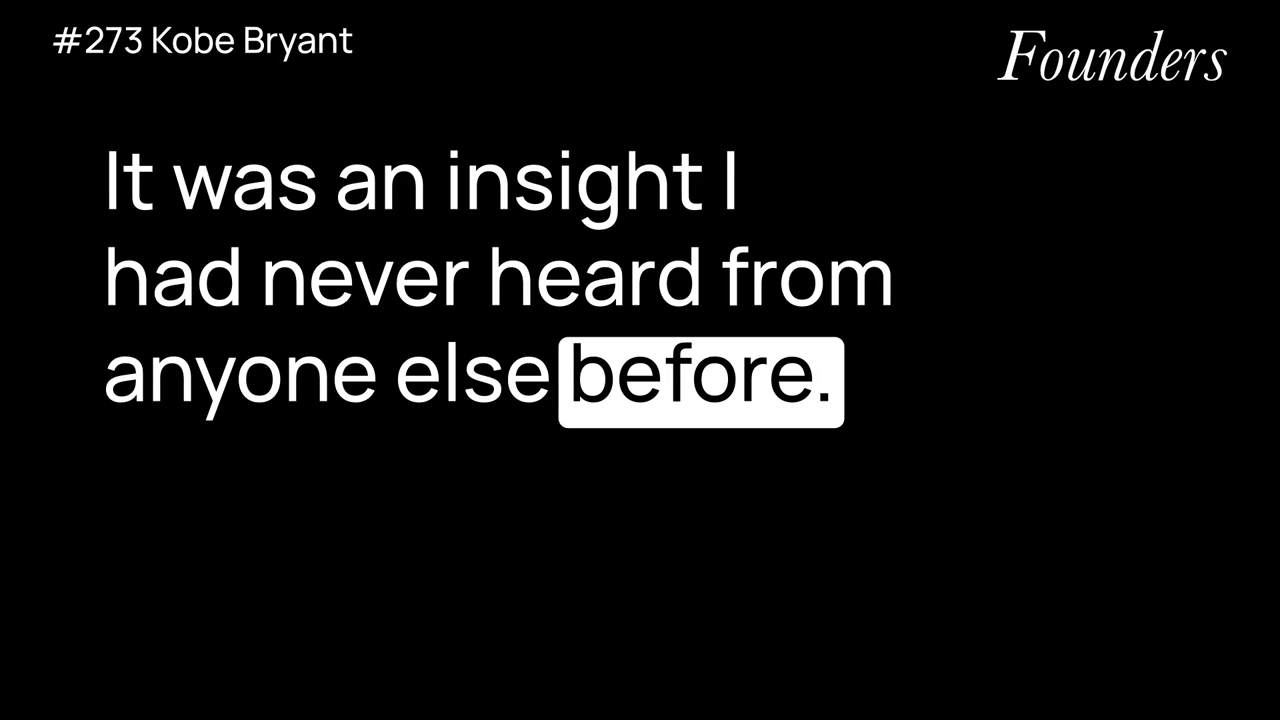 #273 Kobe Bryant
Founders
It was an insight I
had never heard from
anyone else before.